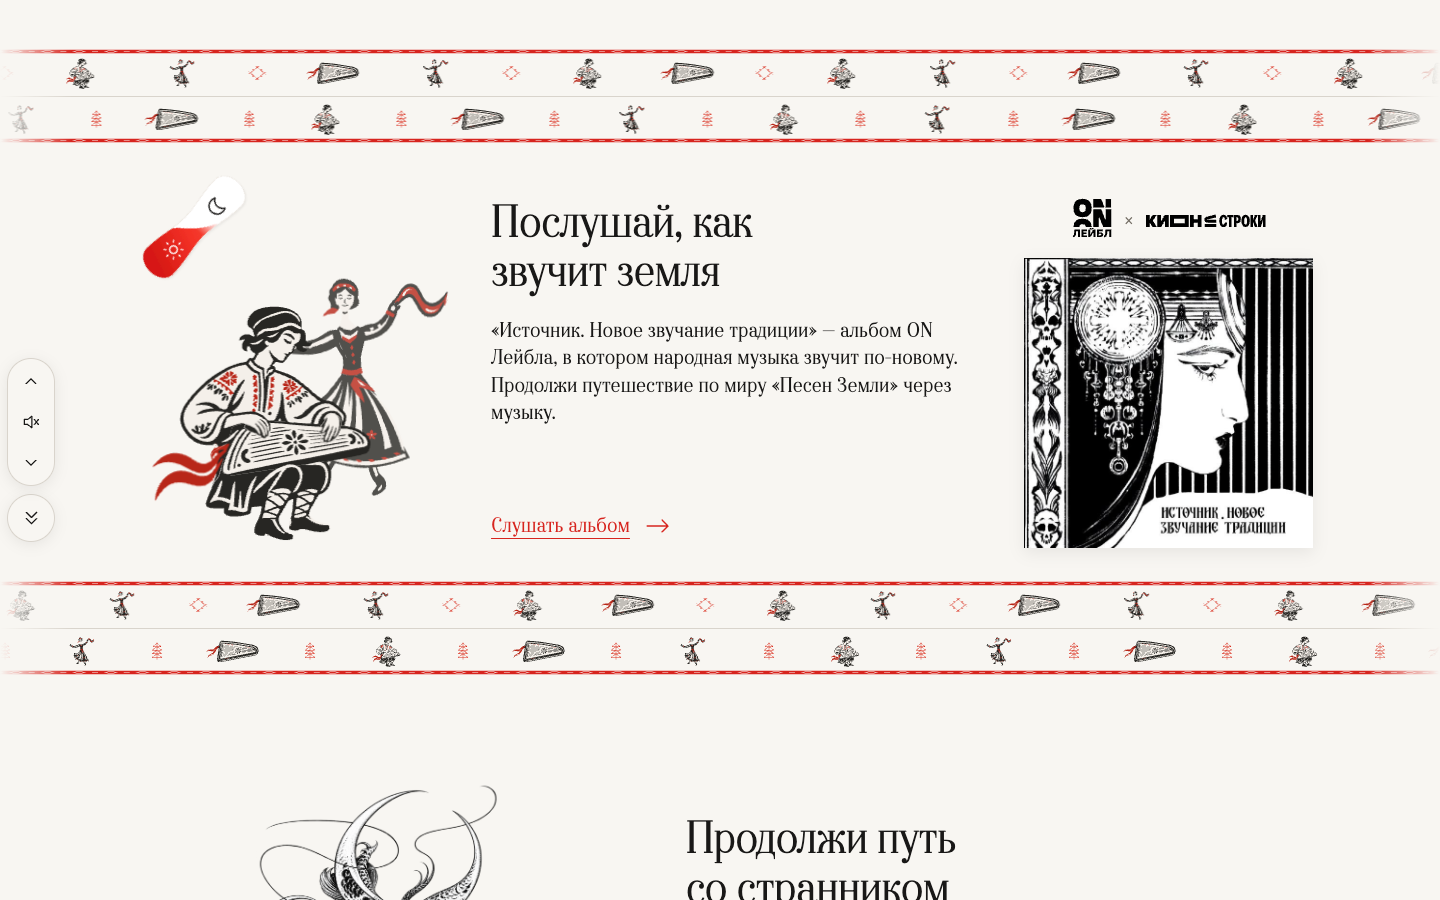 Послушай, как
звучит земля
«Источник. Новое звучание традиции» — альбом ON
Лейбла, в котором народная музыка звучит по-новому.
Продолжи путешествие по миру «Песен Земли» через
музыку.
Слушать альбом
ON
ЛЕЙБЛ
×
КИОН СТРОКИ
ИСТОЧНИК. НОВОЕ
ЗВУЧАНИЕ ТРАДИЦИИ
Продолжи путь
со странником